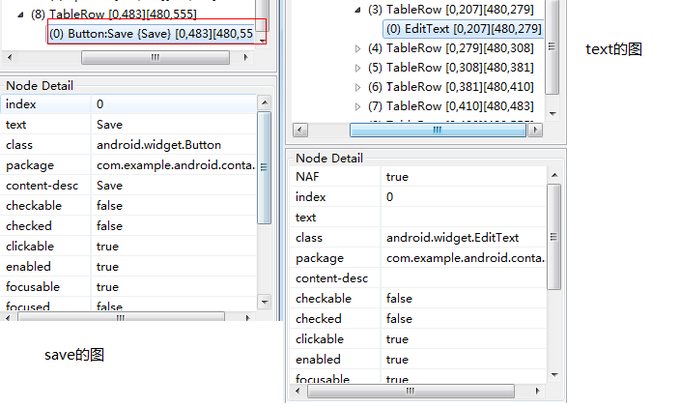 (8) TableRow [0,483][480,555]
(0) Button:Save {Save} [0,483][480,55
Node Detail
index 0
text Save
class android.widget.Button
package com.example.android.conta.
content-desc Save
checkable false
checked false
clickable true
enabled true
focusable true
focused false
save的图
(3) TableRow [0,207][480,279]
(0) EditText [0,207][480,279]
(4) TableRow [0,279][480,308]
(5) TableRow [0,308][480,381]
(6) TableRow [0,381][480,410]
(7) TableRow [0,410][480,483]
Node Detail
NAF true
index 0
text
class android.widget.EditText
package com.example.android.conta...
content-desc
checkable false
checked false
clickable true
enabled true
focusable true
text的图